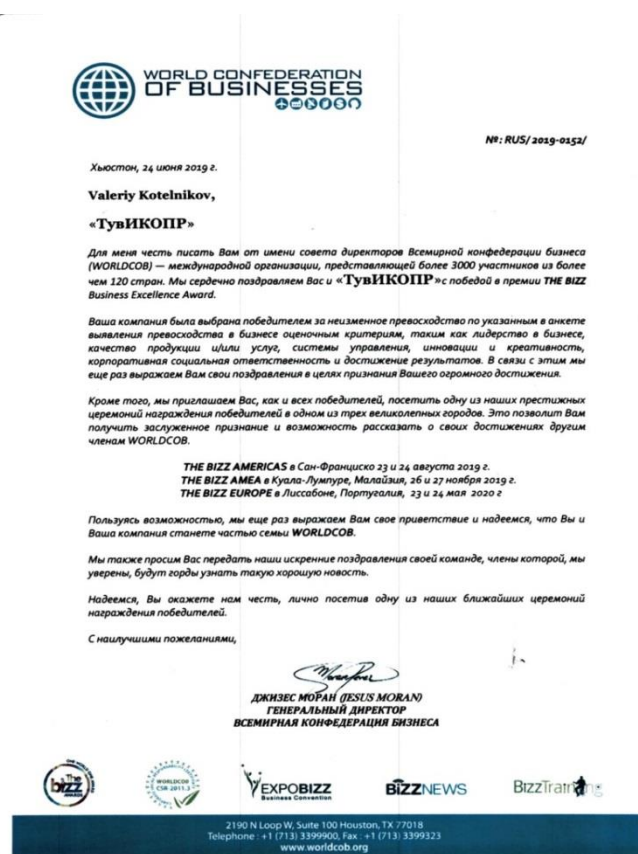 WORLD CONFEDERATION
OF BUSINESSES
№: RUS/2019-0152/
Хьюстон, 24 июня 2019 г.
Valeriy Kotelnikov,
«ТувИКОПР»
Для меня честь писать Вам от имени совета директоров Всемирной конфедерации бизнеса
(WORLDCOB) — международной организации, представляющей более 3000 участников из более
чем 120 стран. Мы сердечно поздравляем Вас и «ТувИКОПР»с победой в премии THE BIZZ
Business Excellence Award.
Ваша компания была выбрана победителем за неизменное превосходство по указанным в анкете
выявления превосходства в бизнесе оценочным критериям, таким как лидерство в бизнесе,
качество продукции и/или услуг, системы управления, инновации и креативность,
корпоративная социальная ответственность и достижение результатов. В связи с этим мы
еще раз выражаем Вам свои поздравления в целях признания Вашего огромного достижения.
Кроме того, мы приглашаем Вас, как и всех победителей, посетить одну из наших престижных
церемоний награждения победителей в одном из трех великолепных городов. Это позволит Вам
получить заслуженное признание и возможность рассказать о своих достижениях другим
членам WORLDCOB.
THE BIZZ AMERICAS в Сан-Франциско 23 и 24 августа 2019 г.
THE BIZZ AMEA в Куала-Лумпуре, Малайзия, 26 и 27 ноября 2019 г.
THE BIZZ EUROPE в Лиссабоне, Португалия, 23 и 24 мая 2020 г
Пользуясь возможностью, мы еще раз выражаем Вам свое приветствие и надеемся, что Вы и
Ваша компания станете частью семьи WORLDCOB.
Мы также просим Вас передать наши искренние поздравления своей команде, члены которой, мы
уверены, будут горды узнать такую хорошую новость.
Надеемся, Вы окажете нам честь, лично посетив одну из наших ближайших церемоний
награждения победителей.
С наилучшими пожеланиями,
ДЖИЗЕС МОРАН (JESUS MORAN)
ГЕНЕРАЛЬНЫЙ ДИРЕКТОР
ВСЕМИРНАЯ КОНФЕДЕРАЦИЯ БИЗНЕСА
The bizz AWARDS
WORLDCOB
CSR 2011.3
EXPOBIZZ
Business Convention
BIZZNEWS
BizzTraining
2190 N Loop W, Suite 100 Houston, TX 77018
Telephone : +1 (713) 3399900, Fax : +1 (713) 3399323
www.worldcob.org